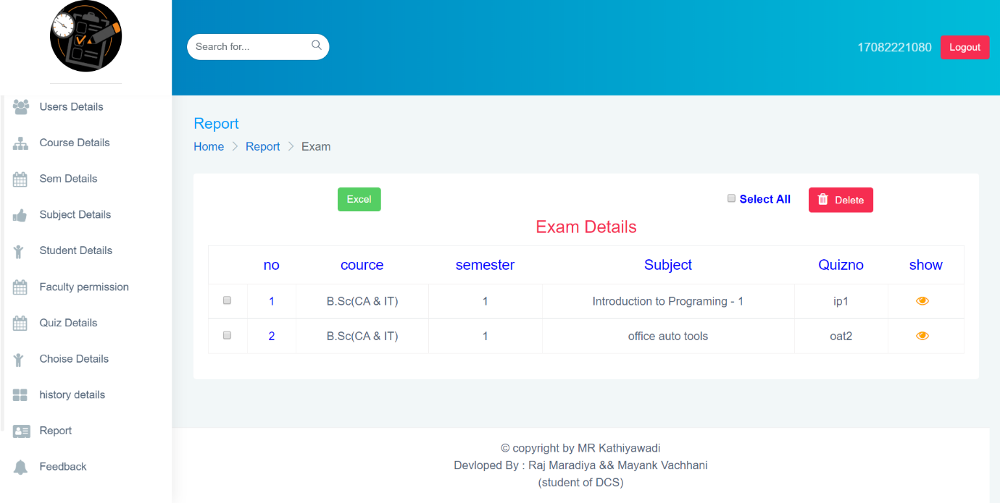 Search for...
17082221080
Logout
Users Details
Course Details
Sem Details
Subject Details
Student Details
Faculty permission
Quiz Details
Choise Details
history details
Report
Feedback
Report
Home > Report > Exam
Excel
Select All
Delete
Exam Details
no cource semester Subject Quizno show
1 B.Sc(CA & IT) 1 Introduction to Programing - 1 ip1
2 B.Sc(CA & IT) 1 office auto tools oat2
© copyright by MR Kathiyawadi
Devloped By : Raj Maradiya && Mayank Vachhani
(student of DCS)